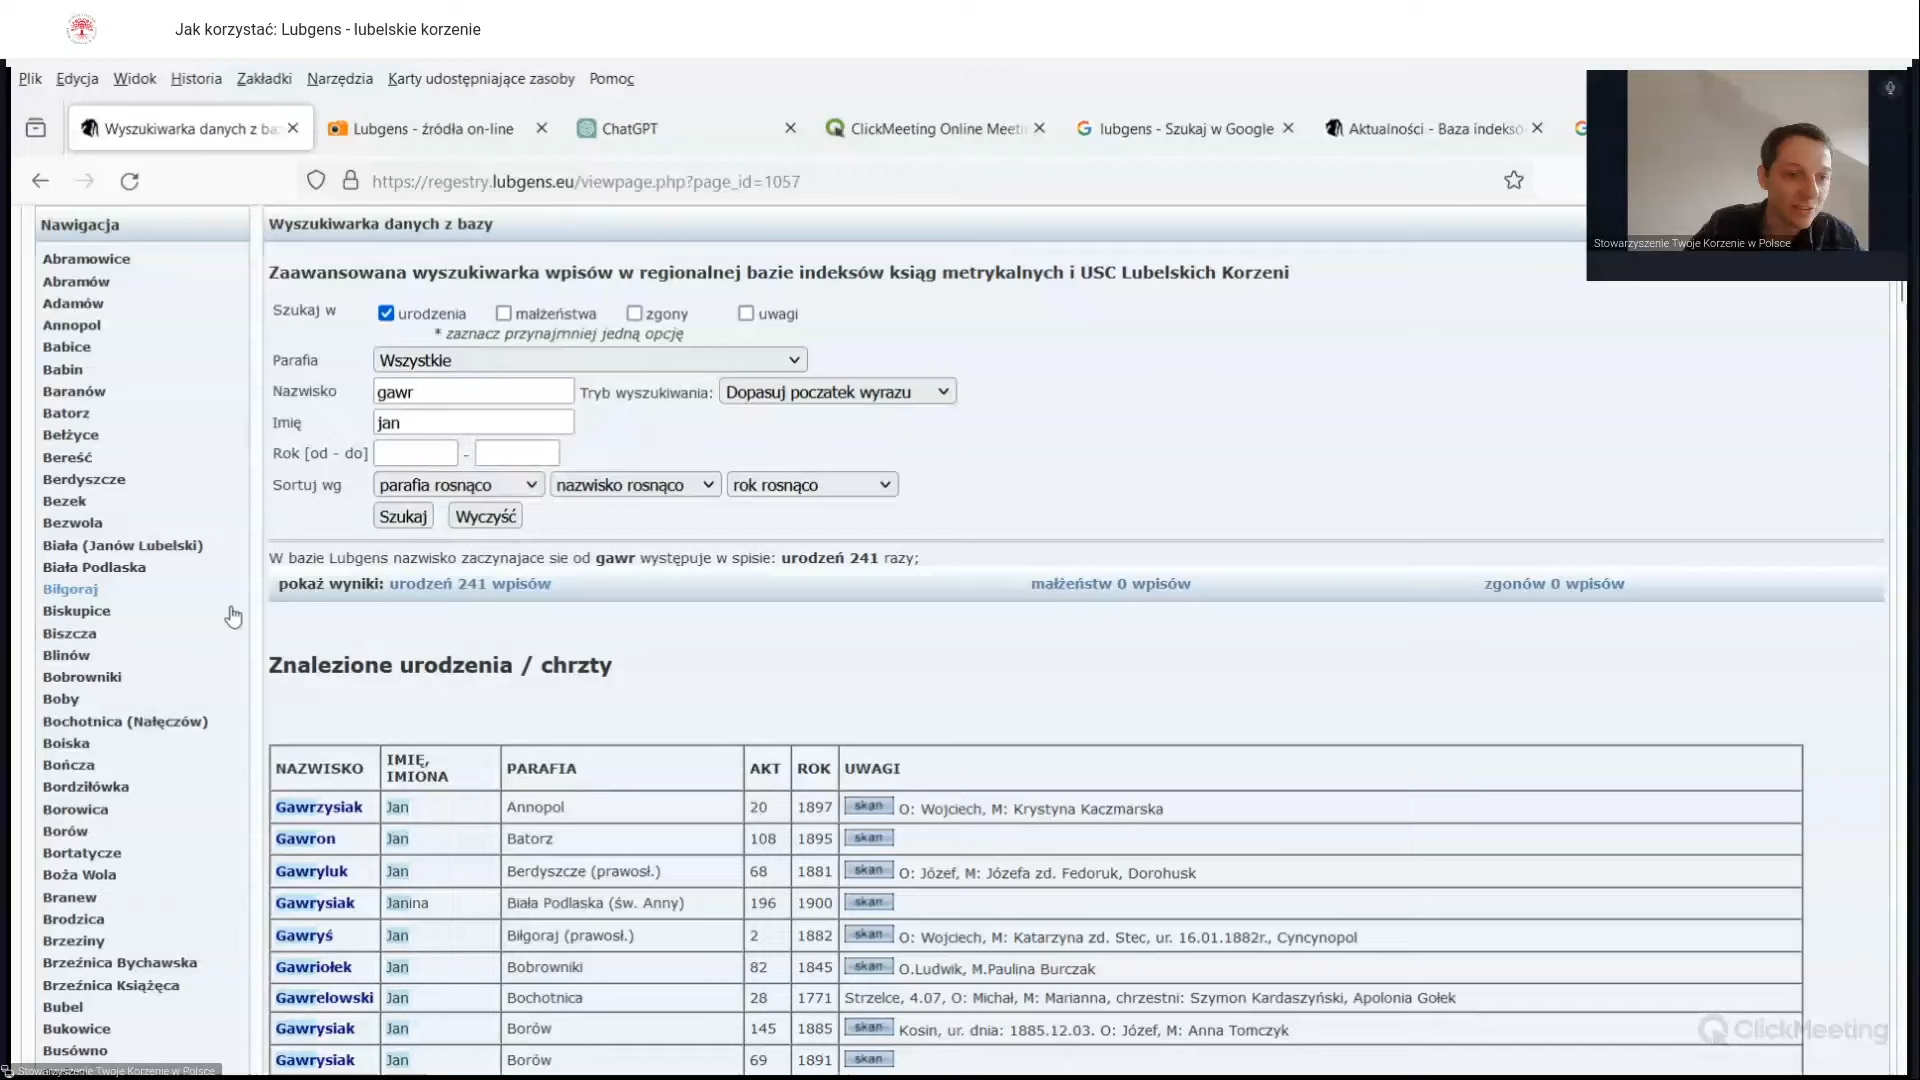 Jak korzystać: Lubgens - lubelskie korzenie
Plik Edycja Widok Historia Zakładki Narzędzia Karty udostępniające zasoby Pomoc
Wyszukiwarka danych z ba Lubgens - źródła on-line ChatGPT ClickMeeting Online Meeti lubgens - Szukaj w Google Aktualności - Baza indeksó
https://regestry.lubgens.eu/viewpage.php?page_id=1057
Stowarzyszenie Twoje Korzenie w Polsce
Nawigacja
Abramowice
Abramów
Adamów
Annopol
Babice
Babin
Baranów
Batorz
Bełżyce
Bereść
Berdyszcze
Bezek
Bezwola
Biała (Janów Lubelski)
Biała Podlaska
Biłgoraj
Biskupice
Biszcza
Blinów
Bobrowniki
Boby
Bochotnica (Nałęczów)
Boiska
Bończa
Bordziłówka
Borowica
Borów
Bortatycze
Boża Wola
Branew
Brodzica
Brzeziny
Brzeźnica Bychawska
Brzeźnica Książęca
Bubel
Bukowice
Busówno
Wyszukiwarka danych z bazy
Zaawansowana wyszukiwarka wpisów w regionalnej bazie indeksów ksiąg metrykalnych i USC Lubelskich Korzeni
Szukaj w urodzenia małżeństwa zgony uwagi
* zaznacz przynajmniej jedną opcję
Parafia Wszystkie
Nazwisko gawr Tryb wyszukiwania: Dopasuj poczatek wyrazu
Imię jan
Rok [od - do] -
Sortuj wg parafia rosnąco nazwisko rosnąco rok rosnąco
Szukaj Wyczyść
W bazie Lubgens nazwisko zaczynajace sie od gawr występuje w spisie: urodzeń 241 razy;
pokaż wyniki: urodzeń 241 wpisów małżeństw 0 wpisów zgonów 0 wpisów
Znalezione urodzenia / chrzty
NAZWISKO IMIĘ, IMIONA PARAFIA AKT ROK UWAGI
Gawrzysiak Jan Annopol 20 1897 skan O: Wojciech, M: Krystyna Kaczmarska
Gawron Jan Batorz 108 1895 skan
Gawryluk Jan Berdyszcze (prawosł.) 68 1881 skan O: Józef, M: Józefa zd. Fedoruk, Dorohusk
Gawrysiak Janina Biała Podlaska (św. Anny) 196 1900 skan
Gawryś Jan Biłgoraj (prawosł.) 2 1882 skan O: Wojciech, M: Katarzyna zd. Stec, ur. 16.01.1882r., Cyncynopol
Gawriołek Jan Bobrowniki 82 1845 skan O.Ludwik, M.Paulina Burczak
Gawrelowski Jan Bochotnica 28 1771 Strzelce, 4.07, O: Michał, M: Marianna, chrzestni: Szymon Kardaszyński, Apolonia Gołek
Gawrysiak Jan Borów 145 1885 skan Kosin, ur. dnia: 1885.12.03. O: Józef, M: Anna Tomczyk
Gawrysiak Jan Borów 69 1891 skan
ClickMeeting
Stowarzyszenie Twoje Korzenie w Polsce